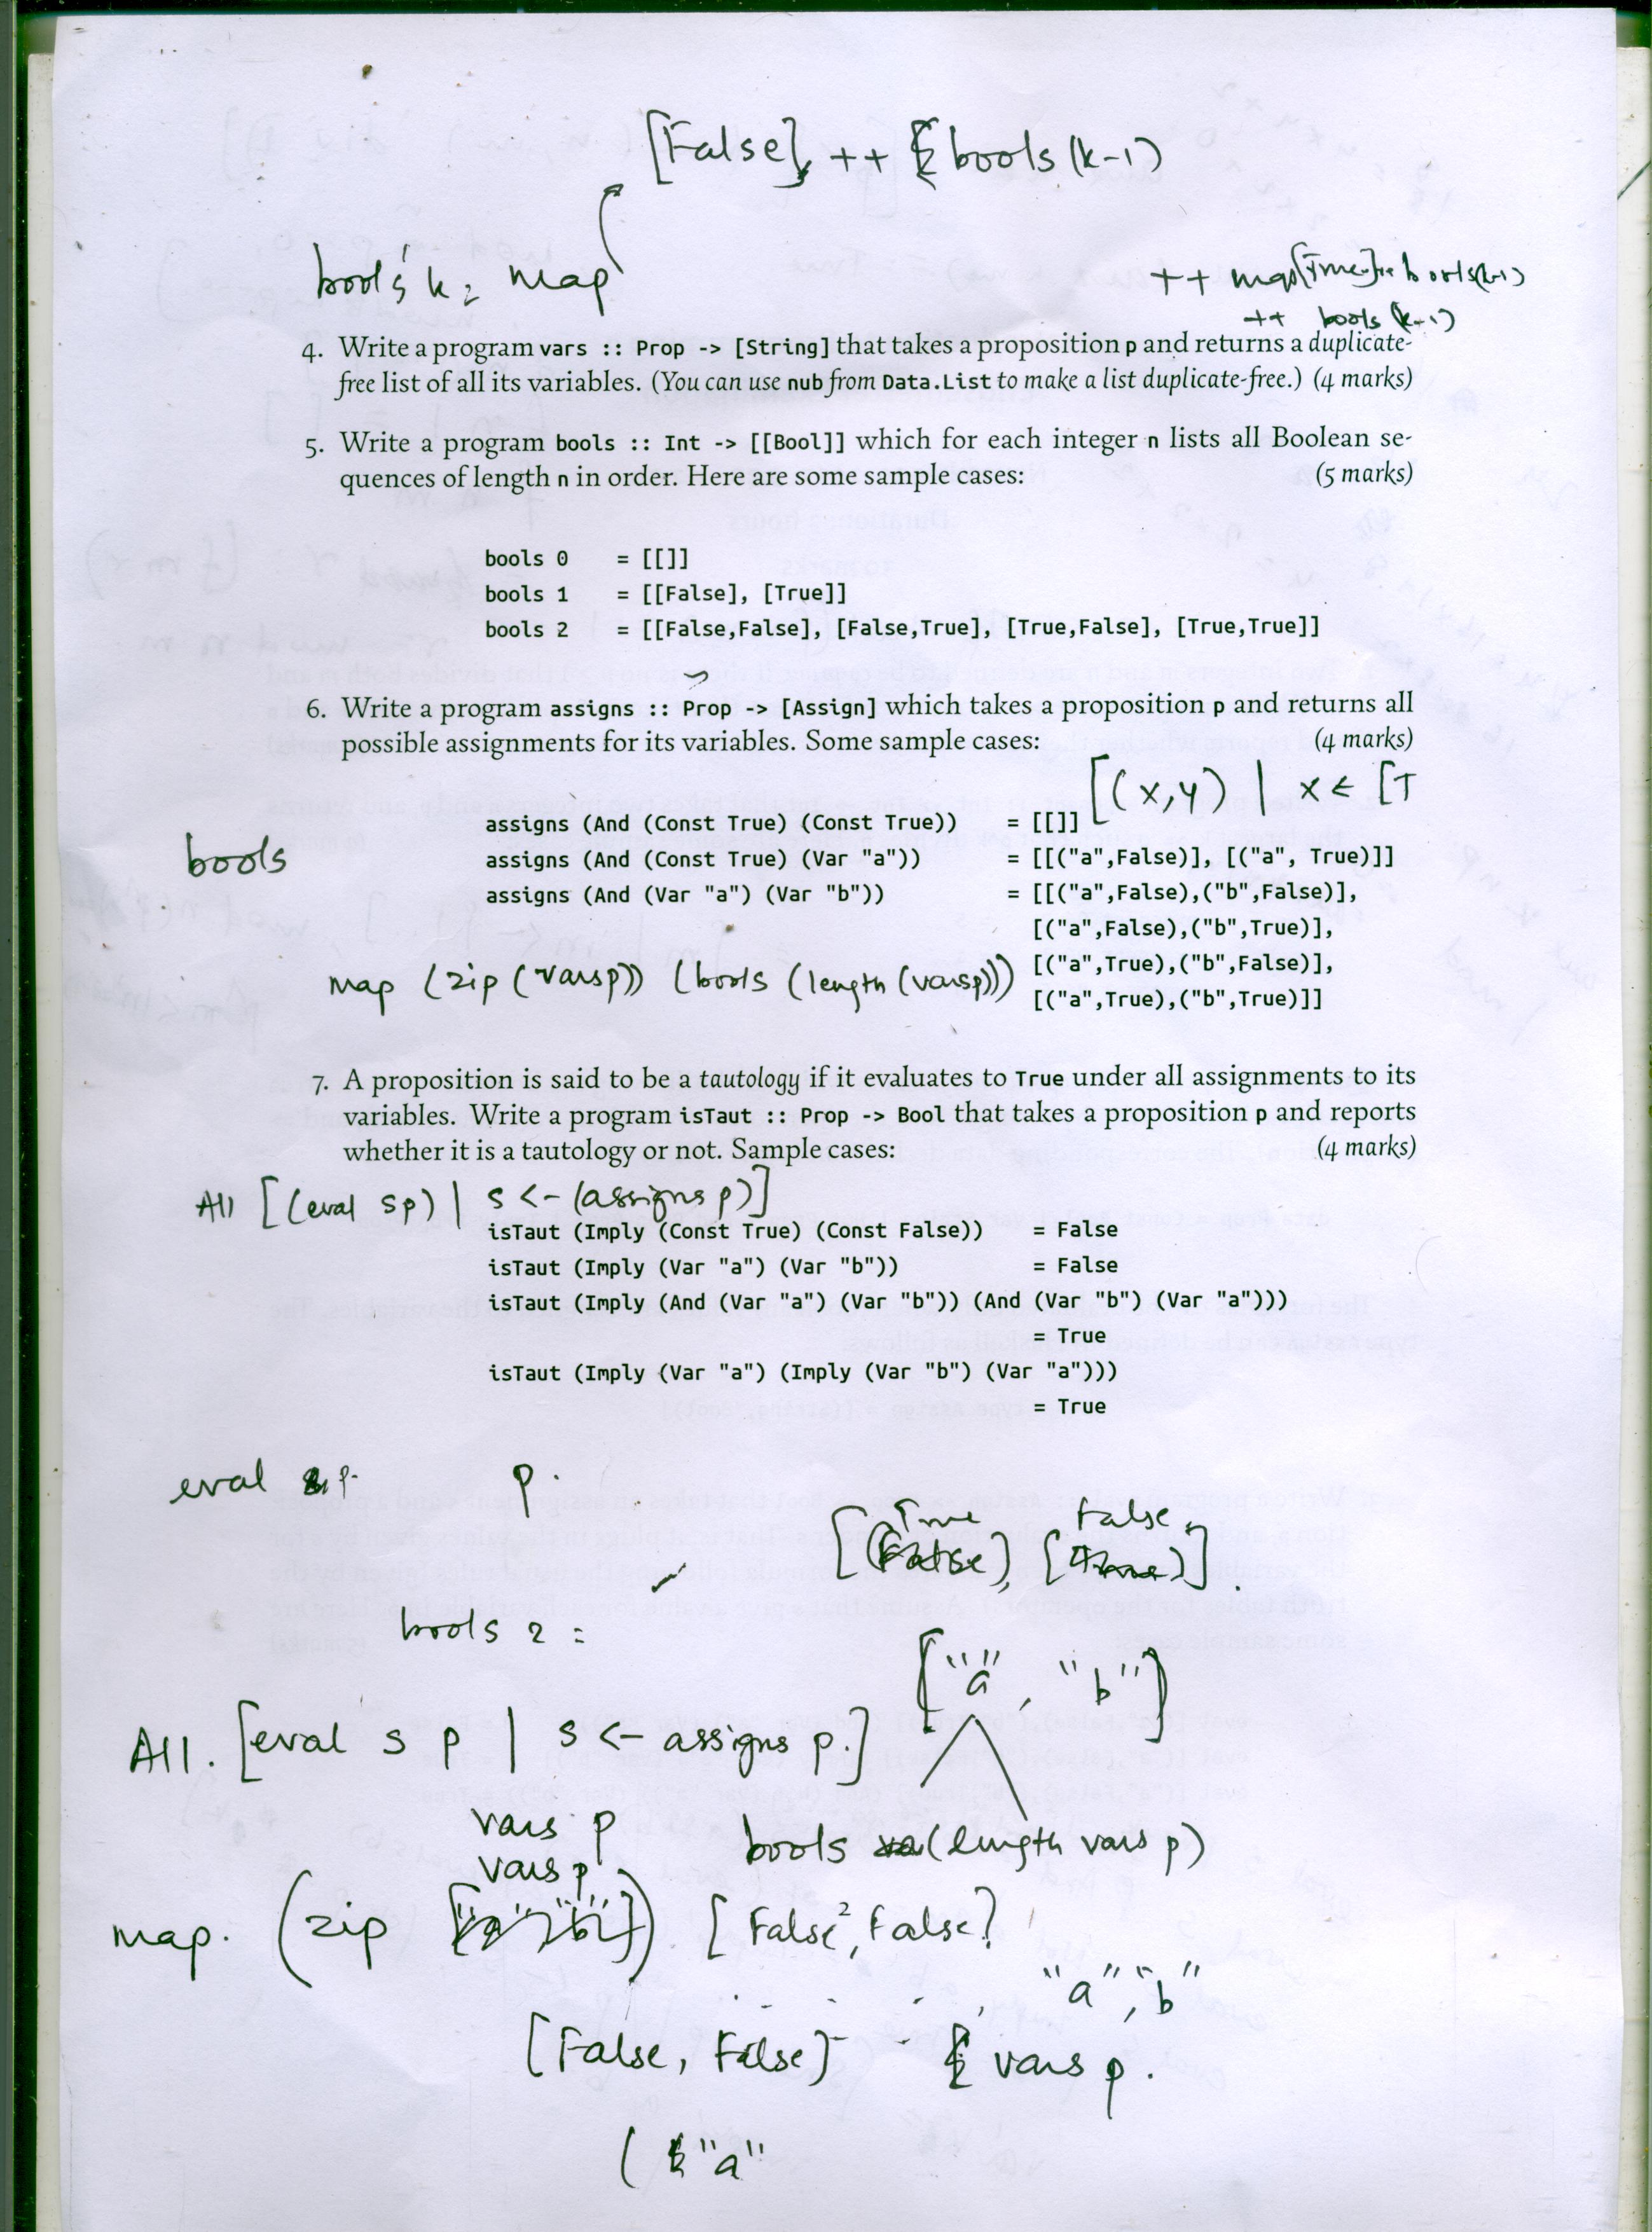 [False] ++ bools (k-1)
bools k = map
++ map [True] ++ bools (k-1)
++ bools (k-1)
4. Write a program vars :: Prop -> [String] that takes a proposition p and returns a duplicate-
free list of all its variables. (You can use nub from Data.List to make a list duplicate-free.) (4 marks)
5. Write a program bools :: Int -> [[Bool]] which for each integer n lists all Boolean se-
quences of length n in order. Here are some sample cases: (5 marks)
bools 0 = [[]]
bools 1 = [[False], [True]]
bools 2 = [[False,False], [False,True], [True,False], [True,True]]
6. Write a program assigns :: Prop -> [Assign] which takes a proposition p and returns all
possible assignments for its variables. Some sample cases: (4 marks)
[(x,y) | x ← [T
assigns (And (Const True) (Const True)) = [[]]
bools
assigns (And (Const True) (Var "a")) = [[("a",False)], [("a", True)]]
assigns (And (Var "a") (Var "b")) = [[("a",False),("b",False)],
[("a",False),("b",True)],
map (zip (vars p)) (bools (length (vars p))) [("a",True),("b",False)],
[("a",True),("b",True)]]
7. A proposition is said to be a tautology if it evaluates to True under all assignments to its
variables. Write a program isTaut :: Prop -> Bool that takes a proposition p and reports
whether it is a tautology or not. Sample cases: (4 marks)
All [(eval s p) | s <- (assigns p)]
isTaut (Imply (Const True) (Const False)) = False
isTaut (Imply (Var "a") (Var "b")) = False
isTaut (Imply (And (Var "a") (Var "b")) (And (Var "b") (Var "a")))
= True
isTaut (Imply (Var "a") (Imply (Var "b") (Var "a")))
= True
eval p. p.
True False
[(False), [True)].
bools 2 =
["a", "b"]
All. [eval s p | s <- assigns p.]
vars p bools (length vars p)
vars p
map. (zip ["a", "b"]) [False, False]
"a", "b"
[False, False] vars p.
( "a"